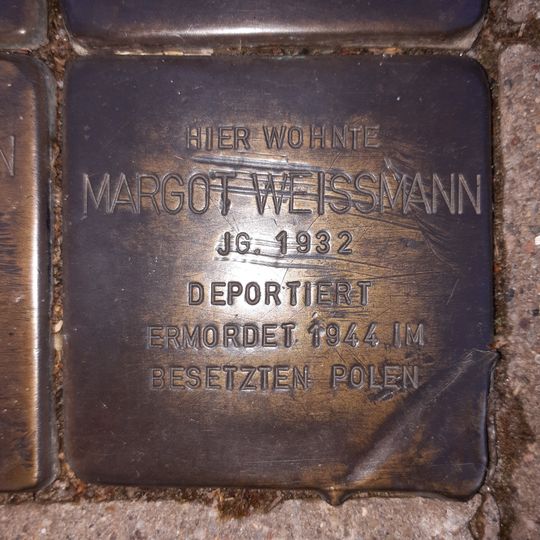 HIER WOHNTE
MARGOT WEISSMANN
JG. 1932
DEPORTIERT
ERMORDET 1944 IM
BESETZTEN POLEN
N